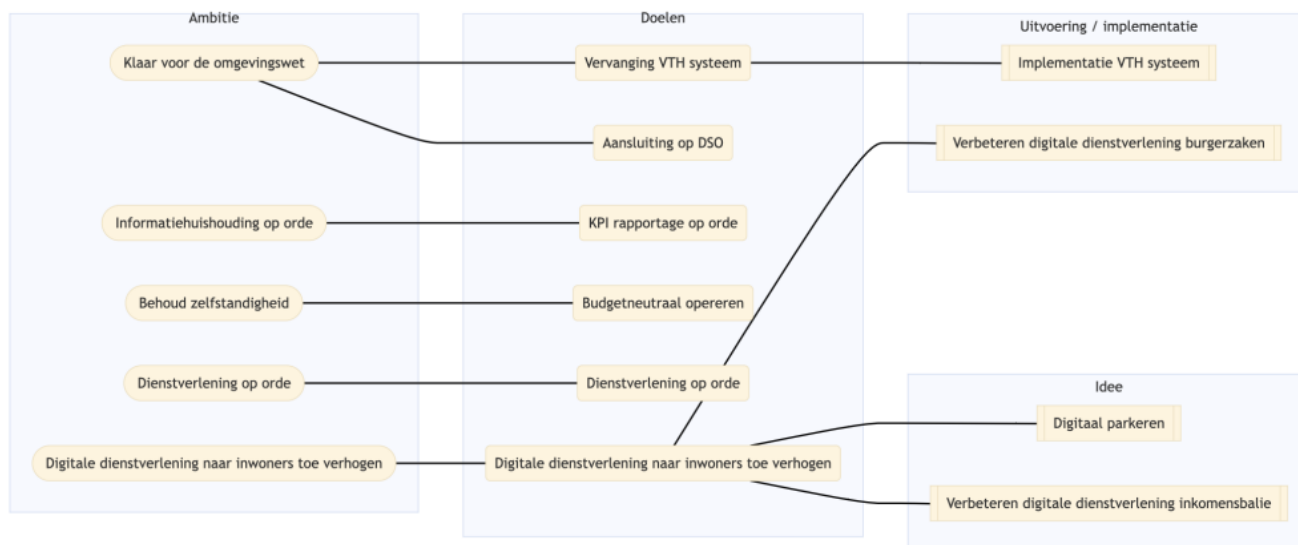 Ambitie
Klaar voor de omgevingswet
Informatiehuishouding op orde
Behoud zelfstandigheid
Dienstverlening op orde
Digitale dienstverlening naar inwoners toe verhogen
Doelen
Vervanging VTH systeem
Aansluiting op DSO
KPI rapportage op orde
Budgetneutraal opereren
Dienstverlening op orde
Digitale dienstverlening naar inwoners toe verhogen
Uitvoering / implementatie
Implementatie VTH systeem
Verbeteren digitale dienstverlening burgerzaken
Idee
Digitaal parkeren
Verbeteren digitale dienstverlening inkomensbalie